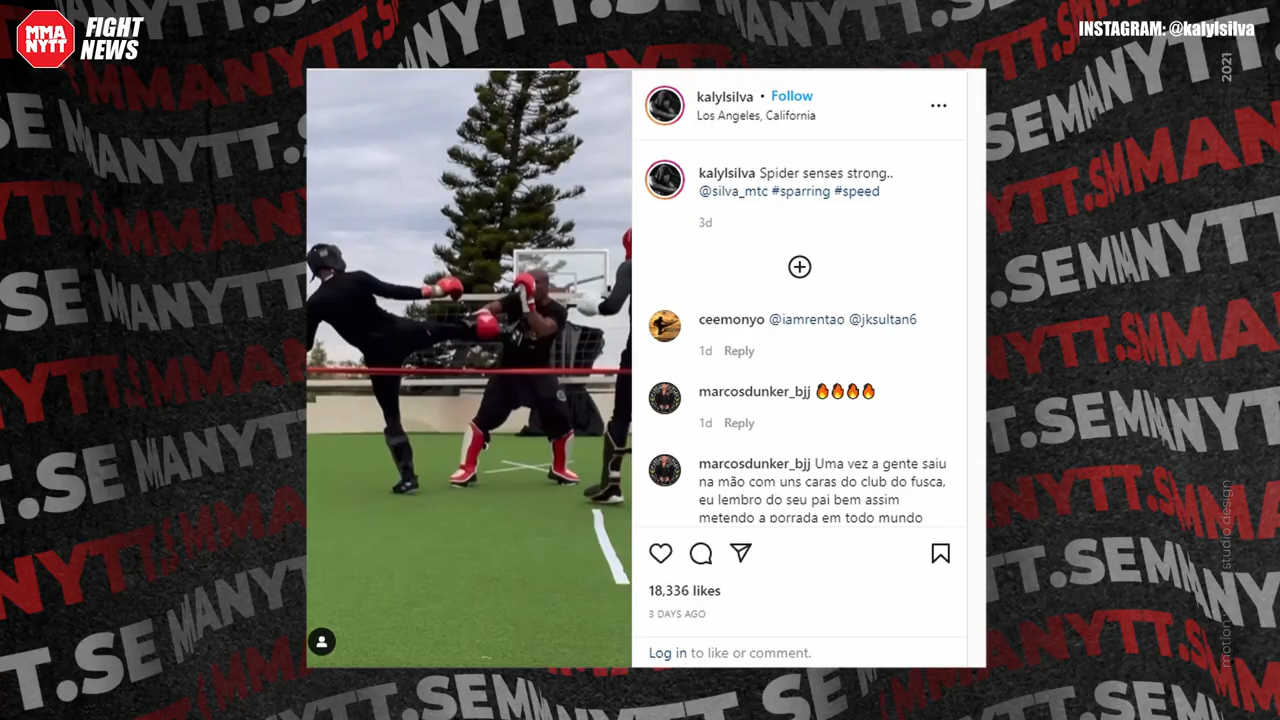 MMA
NYTT
FIGHT
NEWS
INSTAGRAM: @kalylsilva
2021
kalylsilva • Follow
Los Angeles, California
kalylsilva Spider senses strong..
@silva_mtc #sparring #speed
3d
ceemonyo @iamrentao @jksultan6
1d Reply
marcosdunker_bjj 🔥🔥🔥🔥
1d Reply
marcosdunker_bjj Uma vez a gente saiu
na mão com uns caras do club do fusca,
eu lembro do seu pai bem assim
metendo a porrada em todo mundo
18,336 likes
3 DAYS AGO
Log in to like or comment.
studio design
motion
MMANYTT.SE